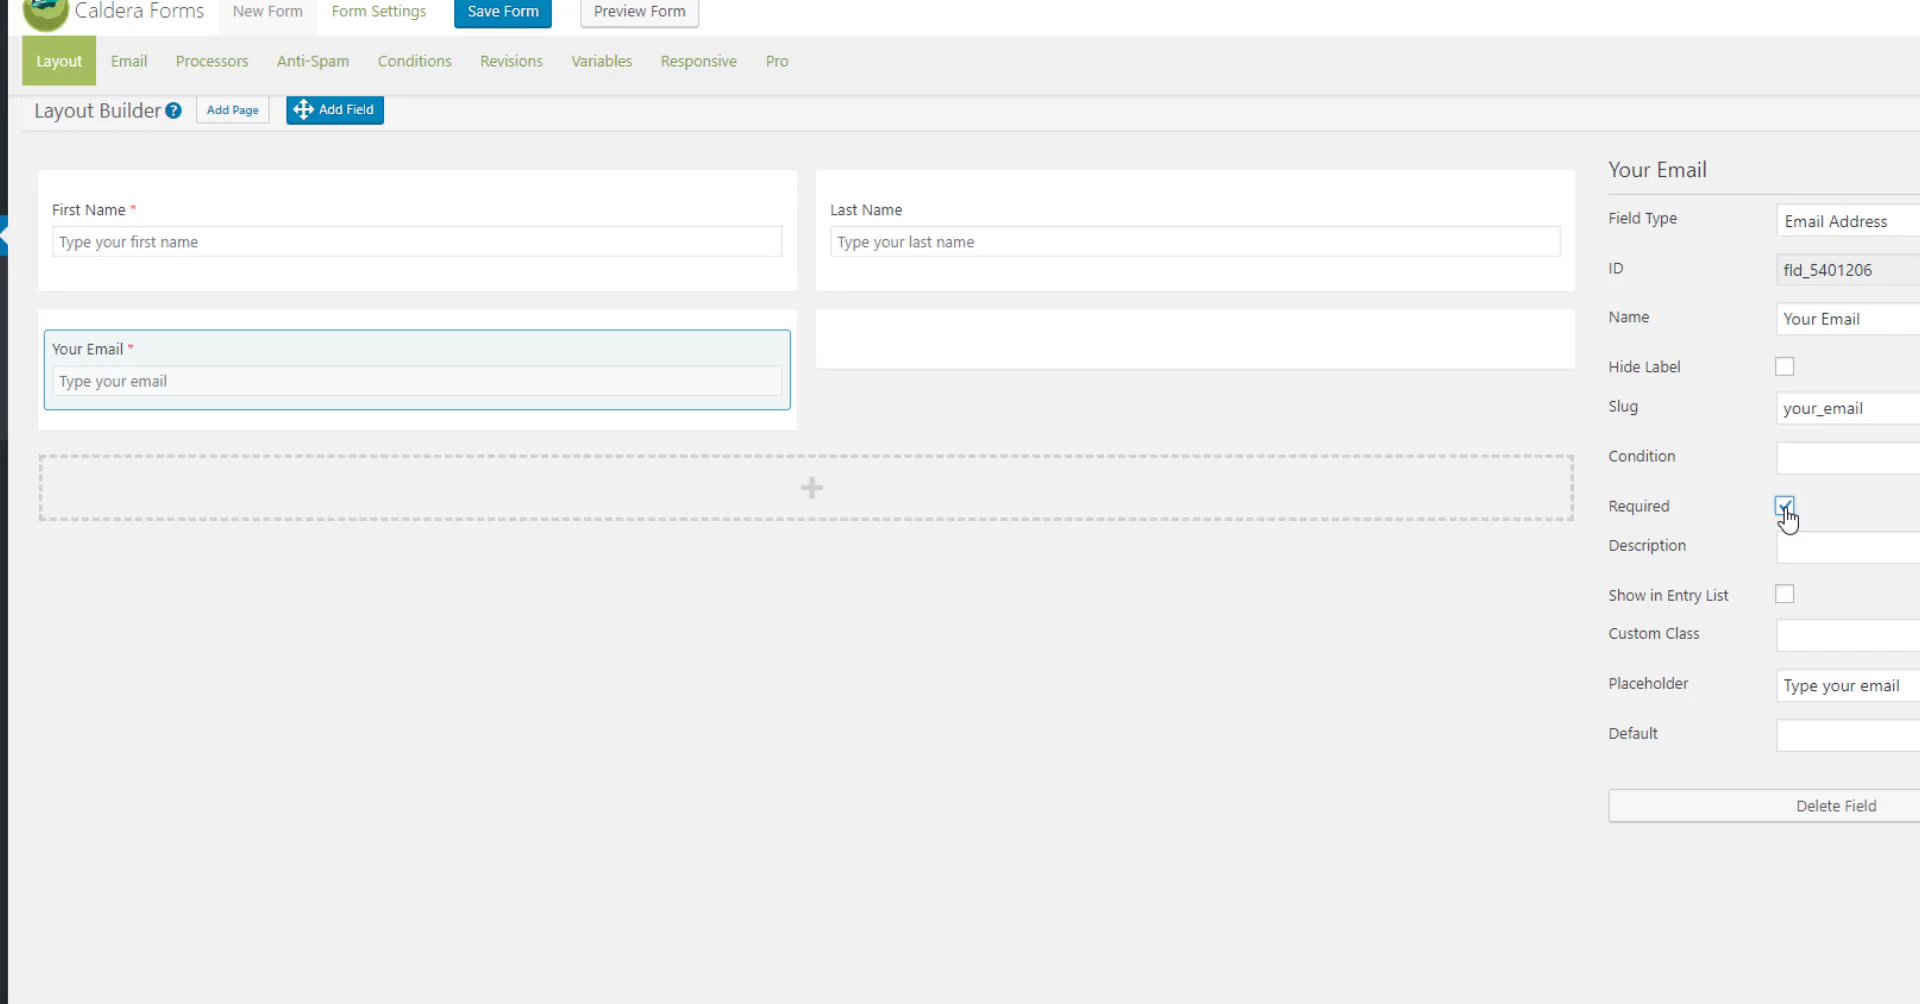 Caldera Forms New Form Form Settings Save Form Preview Form
Layout Email Processors Anti-Spam Conditions Revisions Variables Responsive Pro
Layout Builder ? Add Page Add Field
Your Email
First Name * Last Name
Field Type Email Address
Type your first name Type your last name
ID fld_5401206
Name Your Email
Your Email *
Hide Label
Type your email
Slug your_email
Condition
Required
Description
Show in Entry List
Custom Class
Placeholder Type your email
Default
Delete Field